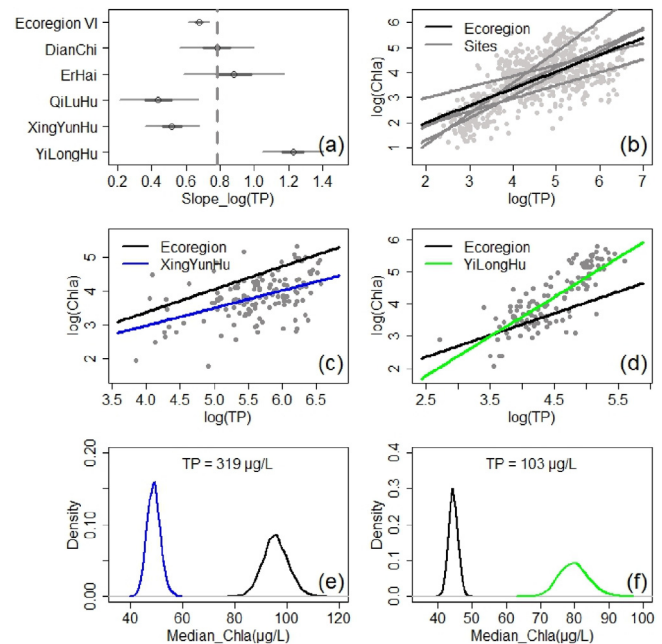 Ecoregion VI
DianChi
ErHai
QiLuHu
XingYunHu
YiLongHu
(a)
0.2 0.4 0.6 0.8 1.0 1.2 1.4
Slope_log(TP)
log(Chla)
1 2 3 4 5 6
Ecoregion
Sites
(b)
2 3 4 5 6 7
log(TP)
log(Chla)
2 3 4 5
Ecoregion
XingYunHu
(c)
3.5 4.0 4.5 5.0 5.5 6.0 6.5
log(TP)
log(Chla)
2 3 4 5 6
Ecoregion
YiLongHu
(d)
2.5 3.5 4.5 5.5
log(TP)
Density
0.00 0.10 0.20
TP = 319 µg/L
(e)
40 60 80 100 120
Median_Chla(µg/L)
Density
0.0 0.1 0.2 0.3 0.4
TP = 103 µg/L
(f)
40 50 60 70 80 90 100
Median_Chla(µg/L)